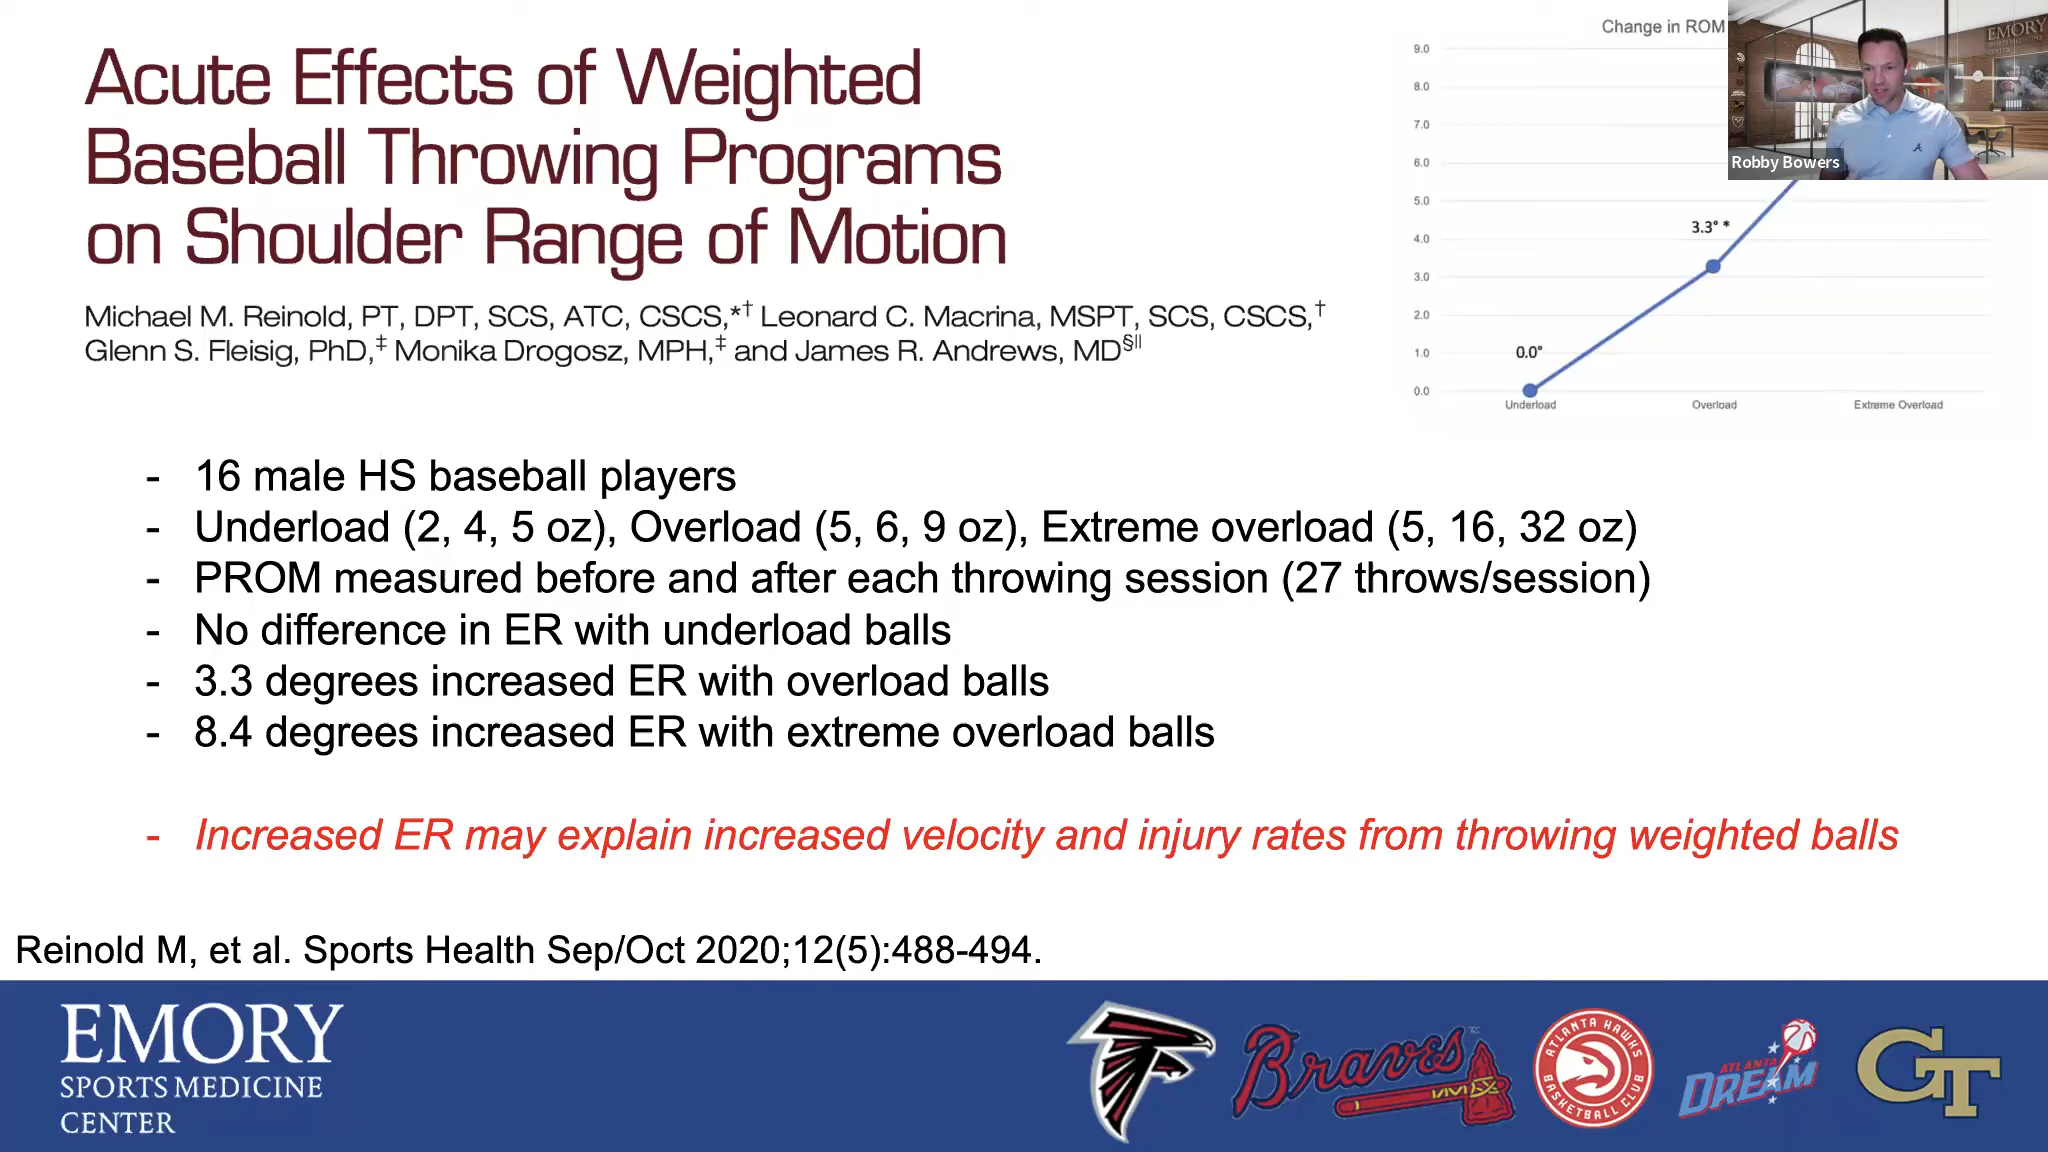 Acute Effects of Weighted
Baseball Throwing Programs
on Shoulder Range of Motion
Michael M. Reinold, PT, DPT, SCS, ATC, CSCS,*† Leonard C. Macrina, MSPT, SCS, CSCS,†
Glenn S. Fleisig, PhD,‡ Monika Drogosz, MPH,‡ and James R. Andrews, MD§||
Change in ROM
9.0
8.0
7.0
6.0
5.0
4.0
3.0
2.0
1.0
0.0
3.3° *
0.0°
Underload
Overload
Extreme Overload
EMORY
Robby Bowers
- 16 male HS baseball players
- Underload (2, 4, 5 oz), Overload (5, 6, 9 oz), Extreme overload (5, 16, 32 oz)
- PROM measured before and after each throwing session (27 throws/session)
- No difference in ER with underload balls
- 3.3 degrees increased ER with overload balls
- 8.4 degrees increased ER with extreme overload balls
- Increased ER may explain increased velocity and injury rates from throwing weighted balls
Reinold M, et al. Sports Health Sep/Oct 2020;12(5):488-494.
EMORY
SPORTS MEDICINE
CENTER
Braves
ATLANTA HAWKS
BASKETBALL CLUB
ATLANTA
DREAM
GT